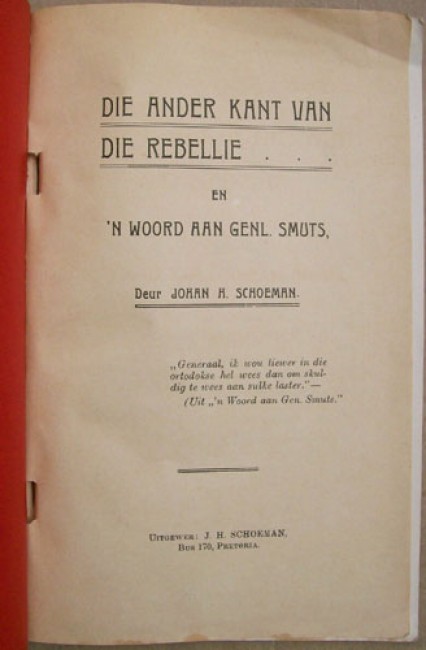 DIE ANDER KANT VAN
DIE REBELLIE . . .
EN
'N WOORD AAN GENL. SMUTS,
Deur JOHAN H. SCHOEMAN.
„Generaal, ik wou liewer in die
ortodokse hel wees dan om skul-
dig te wees aan sulke laster."—
(Uit „'n Woord aan Gen. Smuts."
UITGEWER: J. H. SCHOEMAN,
BUS 170, PRETORIA.